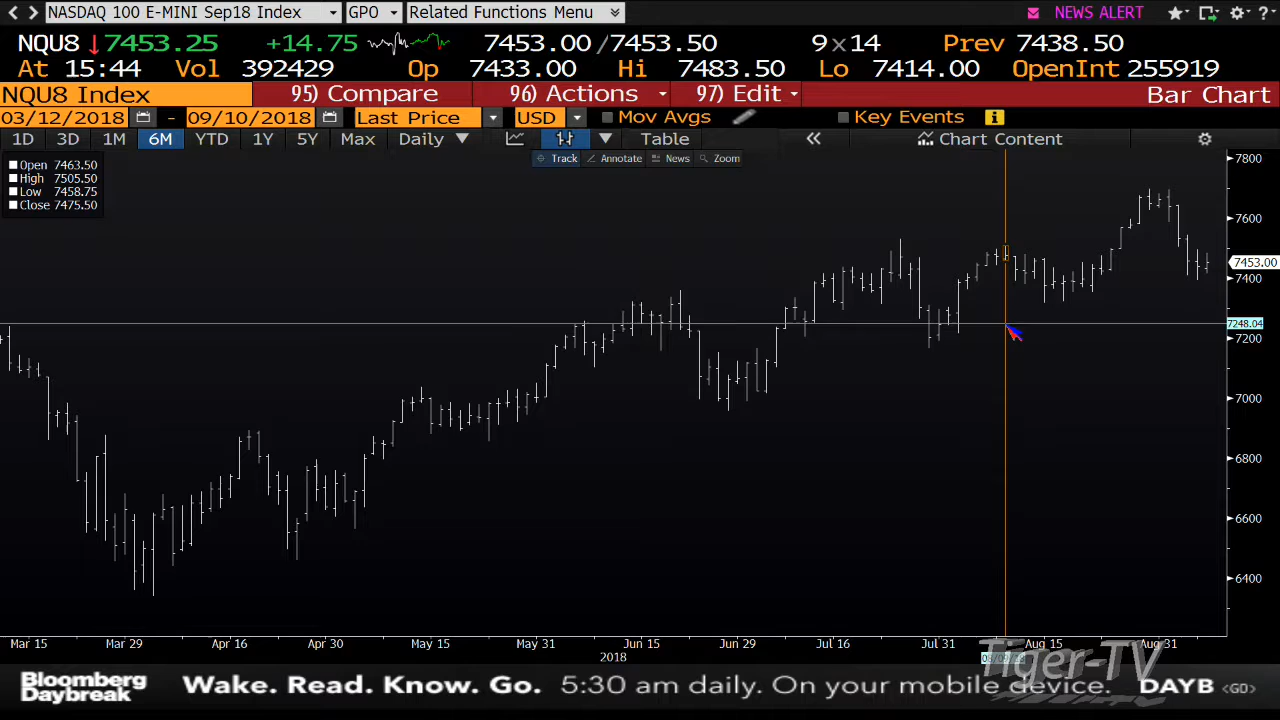 NASDAQ 100 E-MINI Sep18 Index GPO Related Functions Menu NEWS ALERT ?
NQU8 ↓7453.25 +14.75 7453.00/7453.50 9x14 Prev 7438.50
At 15:44 Vol 392429 Op 7433.00 Hi 7483.50 Lo 7414.00 OpenInt 255919
NQU8 Index 95) Compare 96) Actions 97) Edit Bar Chart
03/12/2018 - 09/10/2018 Last Price USD Mov Avgs Key Events i
1D 3D 1M 6M YTD 1Y 5Y Max Daily Table « Chart Content
Track Annotate News Zoom
Open 7463.50
High 7505.50
Low 7458.75
Close 7475.50
7800
7600
7453.00
7400
7248.04
7200
7000
6800
6600
6400
Mar 15 Mar 29 Apr 16 Apr 30 May 15 May 31 Jun 15 Jun 29 Jul 16 Jul 31 Aug 15 Aug 31
2018
Tiger-TV
Bloomberg
Daybreak
Wake. Read. Know. Go. 5:30 am daily. On your mobile device. DAYB <GO>